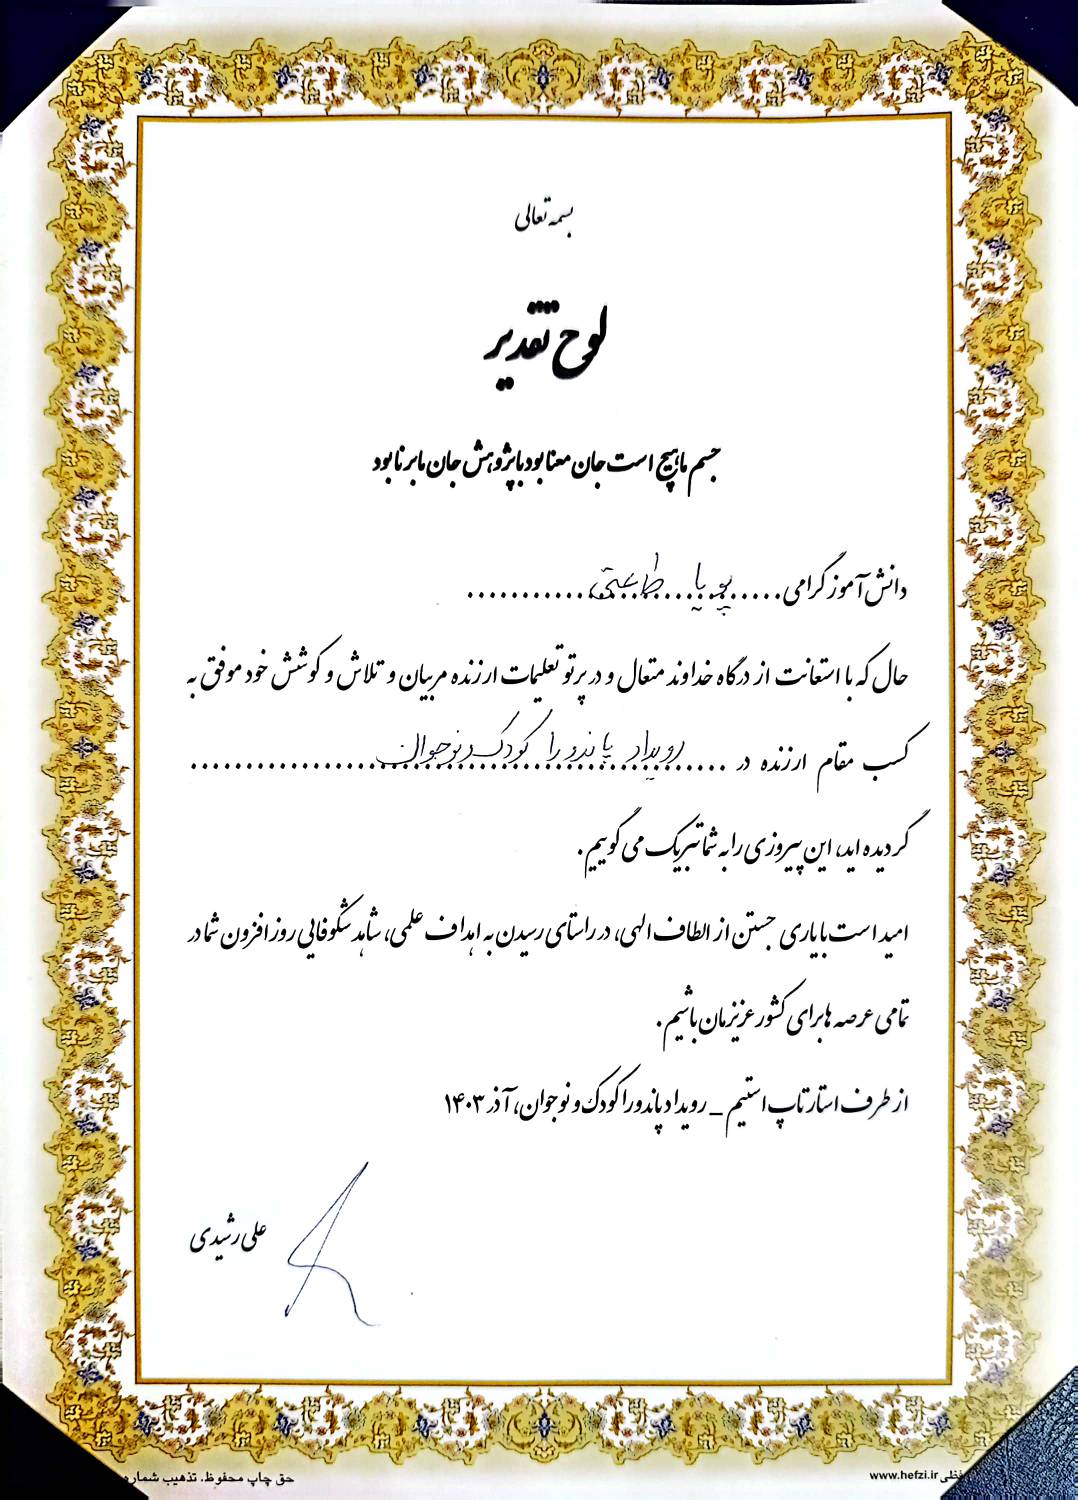 بسمه تعالی
لوح تقدیر
جسم ما هیچ است جان معنا بود با پژوهش جان ما برنا بود
دانش آموز گرامی..... پویا طاعتی ............
حال که با استعانت از درگاه خداوند متعال و در پرتو تعلیمات ارزنده مربیان و تلاش و کوشش خود موفق به
کسب مقام ارزنده در ..... رویداد پاندورا کودک و نوجوان ............
گردیده اید، این پیروزی را به شما تبریک می گوییم.
امید است با یاری جستن از الطاف الهی، در راستای رسیدن به اهداف علمی، شاهد شکوفائی روز افزون شما در
تمامی عرصه ها برای کشور عزیزمان باشیم.
از طرف استارتاپ استیم _ رویداد پاندورا کودک و نوجوان، آذر ۱۴۰۳
علی رشیدی
حق چاپ محفوظ. تذهیب شماره
www.hefzi.ir